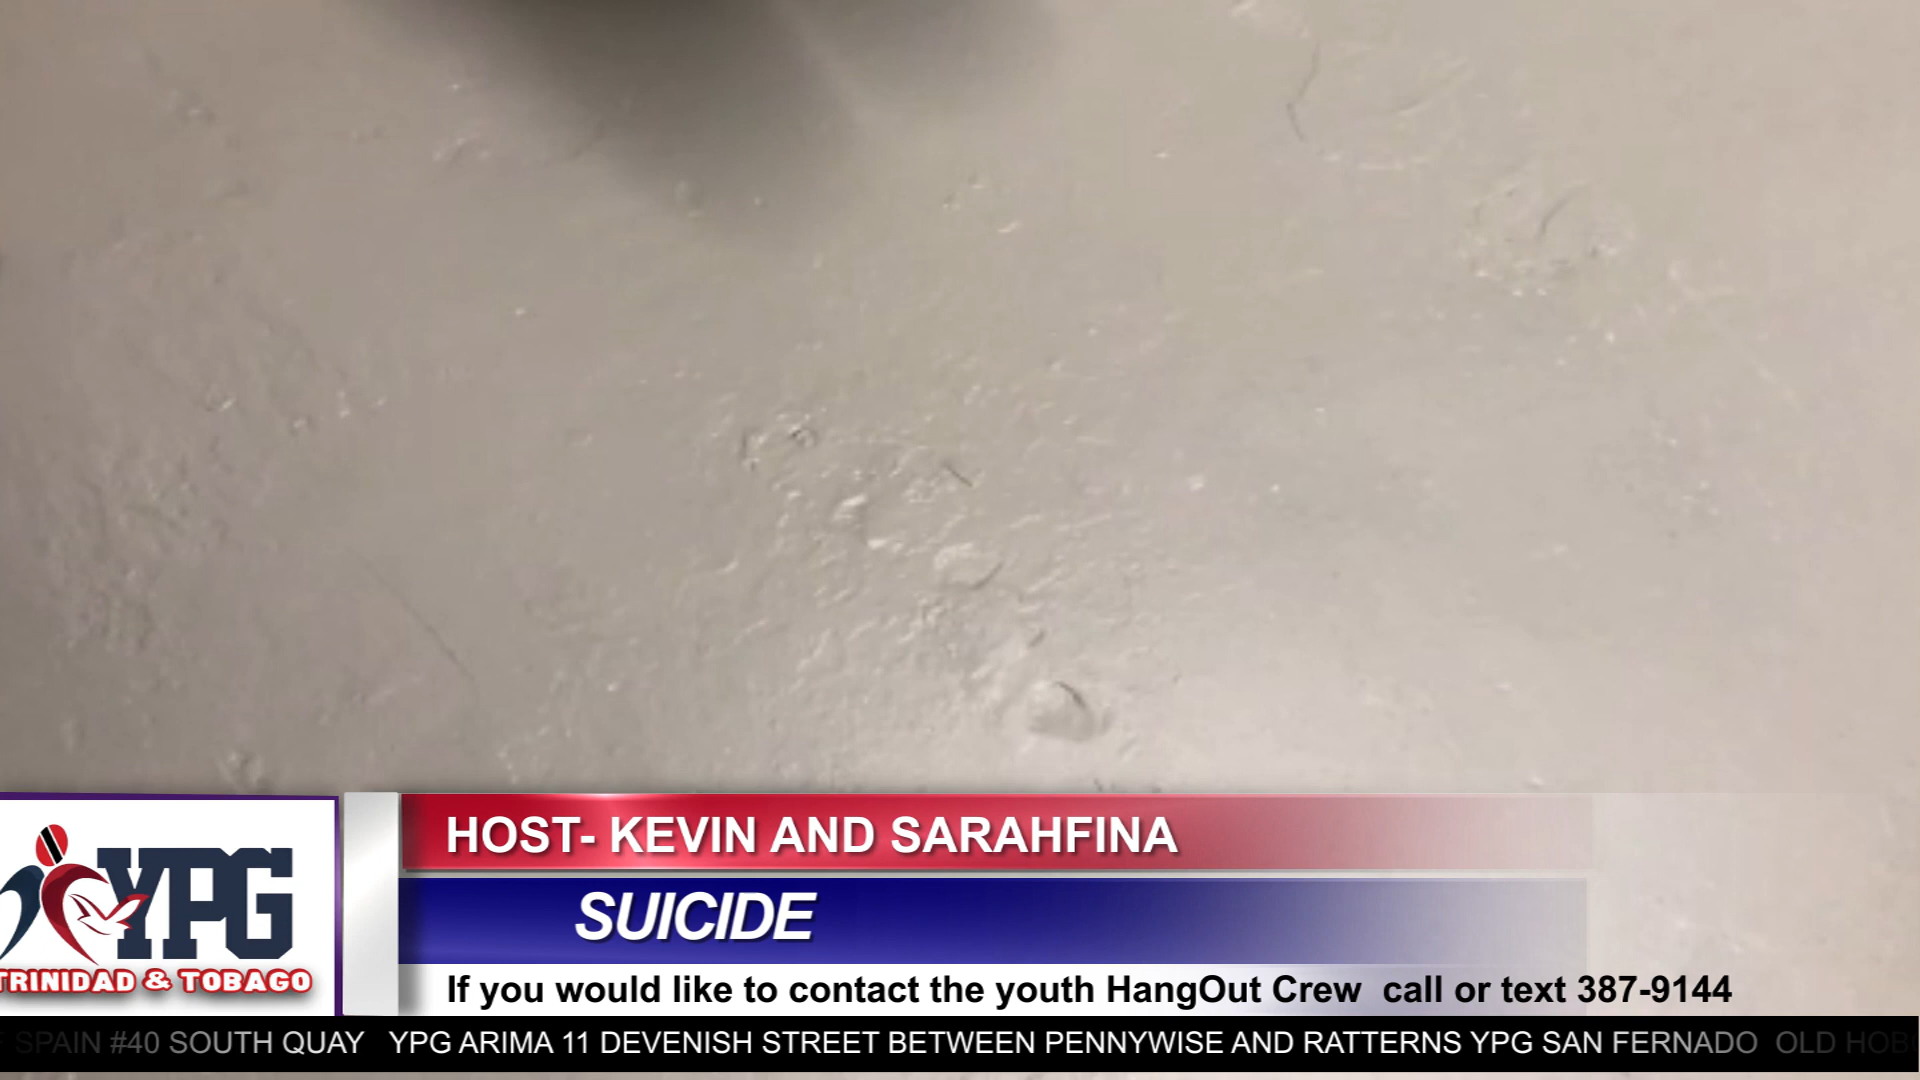 HOST- KEVIN AND SARAHFINA
SUICIDE
YPG
TRINIDAD & TOBAGO
If you would like to contact the youth HangOut Crew call or text 387-9144
SPAIN #40 SOUTH QUAY YPG ARIMA 11 DEVENISH STREET BETWEEN PENNYWISE AND RATTERNS YPG SAN FERNADO OLD